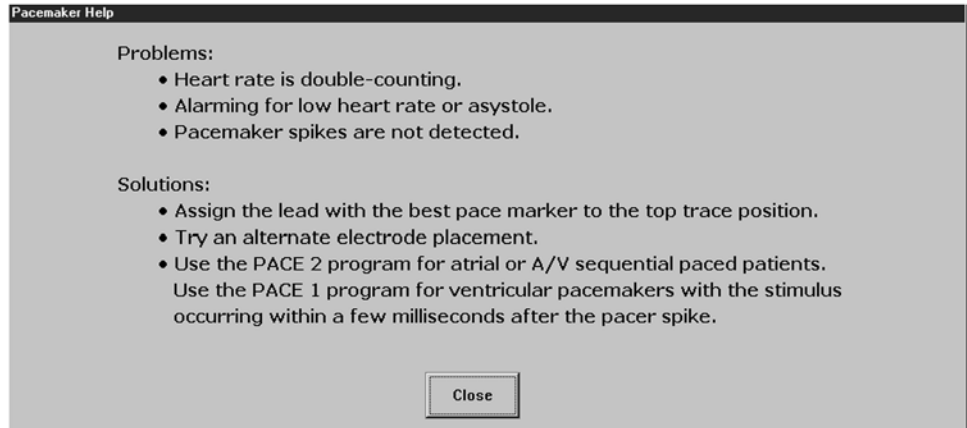 Pacemaker Help
Problems:
• Heart rate is double-counting.
• Alarming for low heart rate or asystole.
• Pacemaker spikes are not detected.
Solutions:
• Assign the lead with the best pace marker to the top trace position.
• Try an alternate electrode placement.
• Use the PACE 2 program for atrial or A/V sequential paced patients.
Use the PACE 1 program for ventricular pacemakers with the stimulus
occurring within a few milliseconds after the pacer spike.
Close